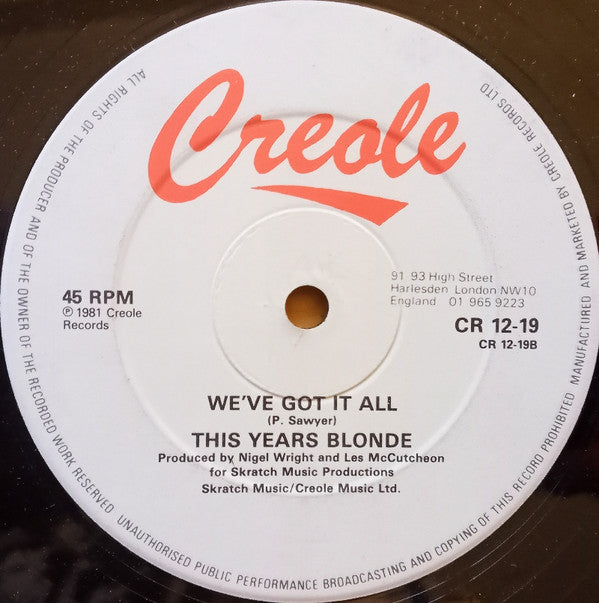 Creole
45 RPM
℗ 1981 Creole
Records
91 93 High Street
Harlesden London NW10
England 01 965 9223
CR 12-19
CR 12-19B
WE'VE GOT IT ALL
(P. Sawyer)
THIS YEARS BLONDE
Produced by Nigel Wright and Les McCutcheon
for Skratch Music Productions
Skratch Music/Creole Music Ltd.
ALL RIGHTS OF THE PRODUCER AND OF THE OWNER OF THE RECORDED WORK RESERVED UNAUTHORISED PUBLIC PERFORMANCE BROADCASTING AND COPYING OF THIS RECORD PROHIBITED MANUFACTURED AND MARKETED BY CREOLE RECORDS LTD